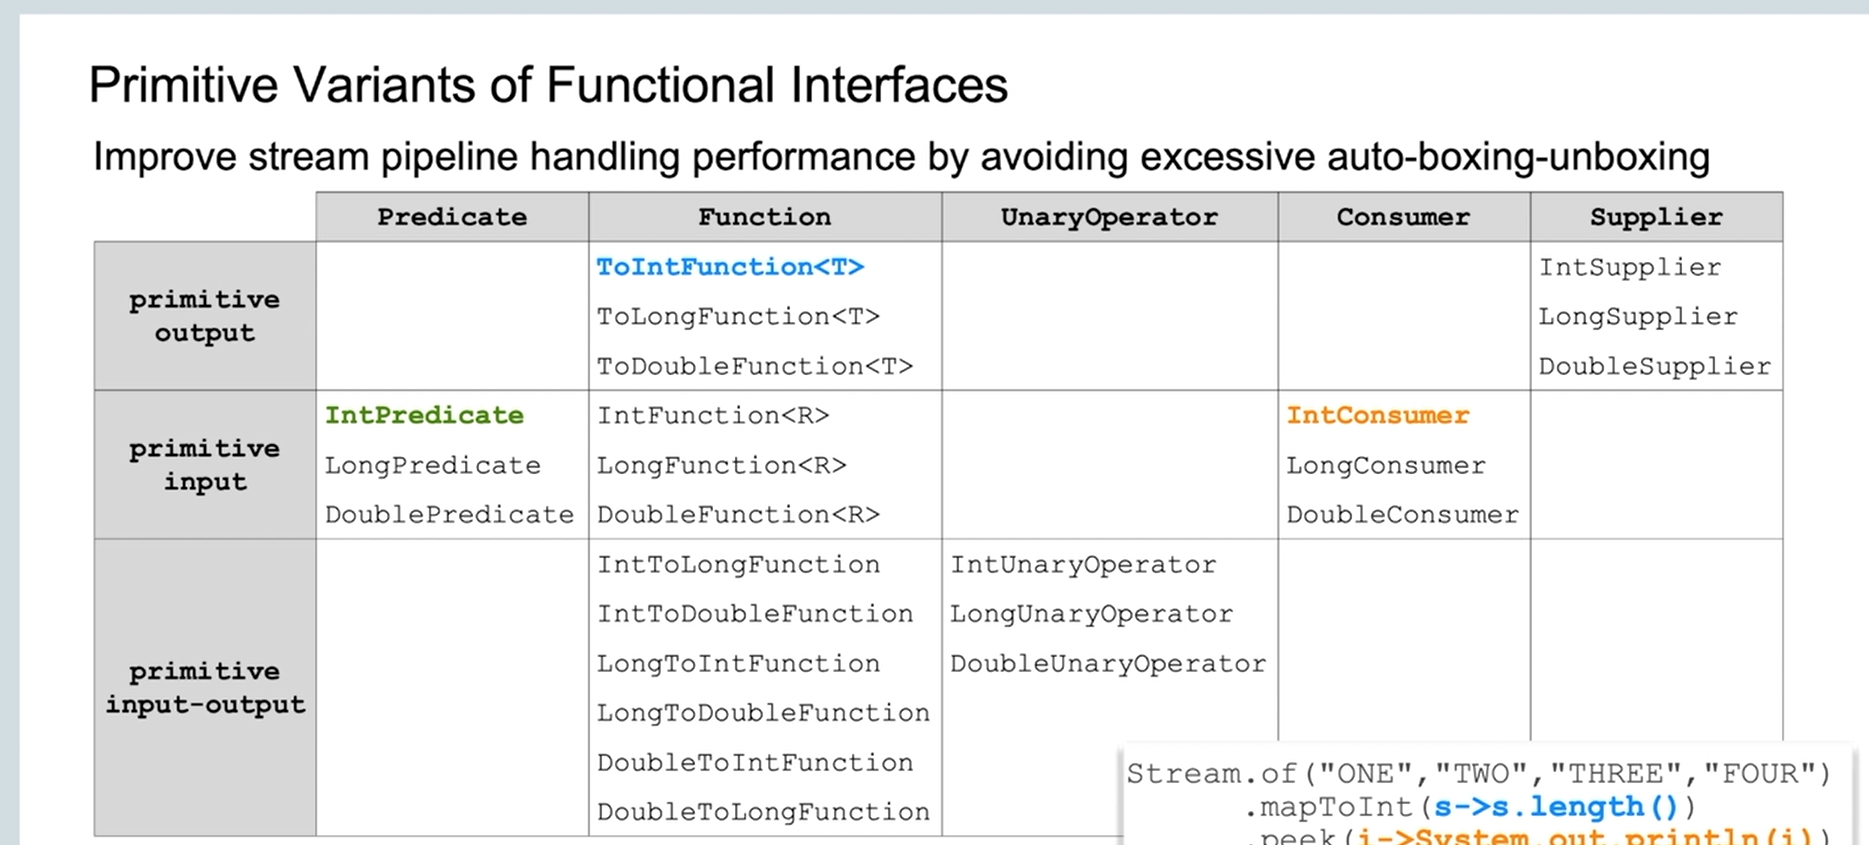 Primitive Variants of Functional Interfaces
Improve stream pipeline handling performance by avoiding excessive auto-boxing-unboxing
Predicate Function UnaryOperator Consumer Supplier
primitive
output
ToIntFunction<T>
ToLongFunction<T>
ToDoubleFunction<T>
IntSupplier
LongSupplier
DoubleSupplier
primitive
input
IntPredicate
LongPredicate
DoublePredicate
IntFunction<R>
LongFunction<R>
DoubleFunction<R>
IntConsumer
LongConsumer
DoubleConsumer
primitive
input-output
IntToLongFunction
IntToDoubleFunction
LongToIntFunction
LongToDoubleFunction
DoubleToIntFunction
DoubleToLongFunction
IntUnaryOperator
LongUnaryOperator
DoubleUnaryOperator
Stream.of("ONE","TWO","THREE","FOUR")
.mapToInt(s->s.length())
.peek(i->System.out.println(i))